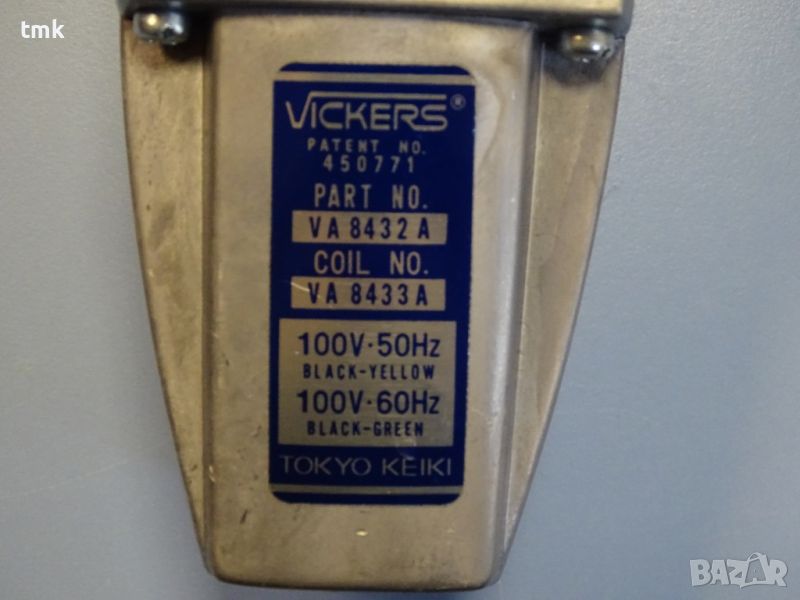 tmk
VICKERS®
PATENT NO.
450771
PART NO.
VA 8432 A
COIL NO.
VA 8433 A
100V·50Hz
BLACK-YELLOW
100V·60Hz
BLACK-GREEN
TOKYO KEIKI
BAZAR